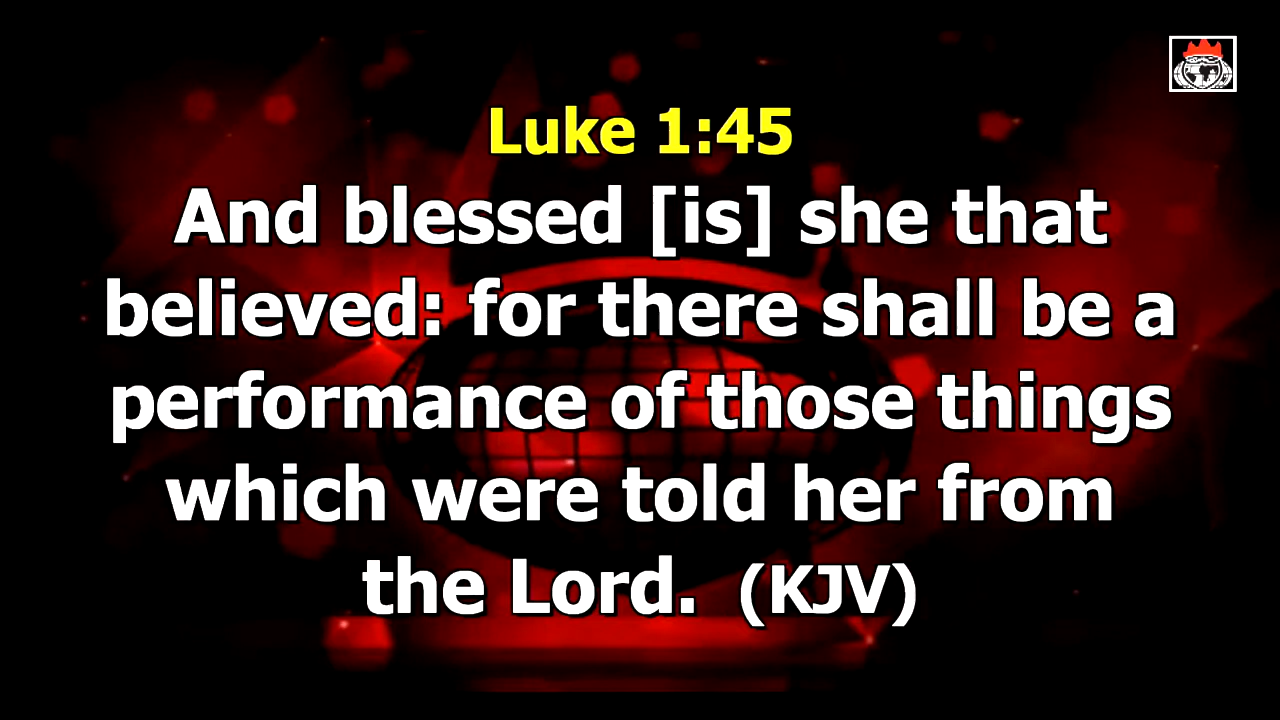 Luke 1:45
And blessed [is] she that
believed: for there shall be a
performance of those things
which were told her from
the Lord. (KJV)